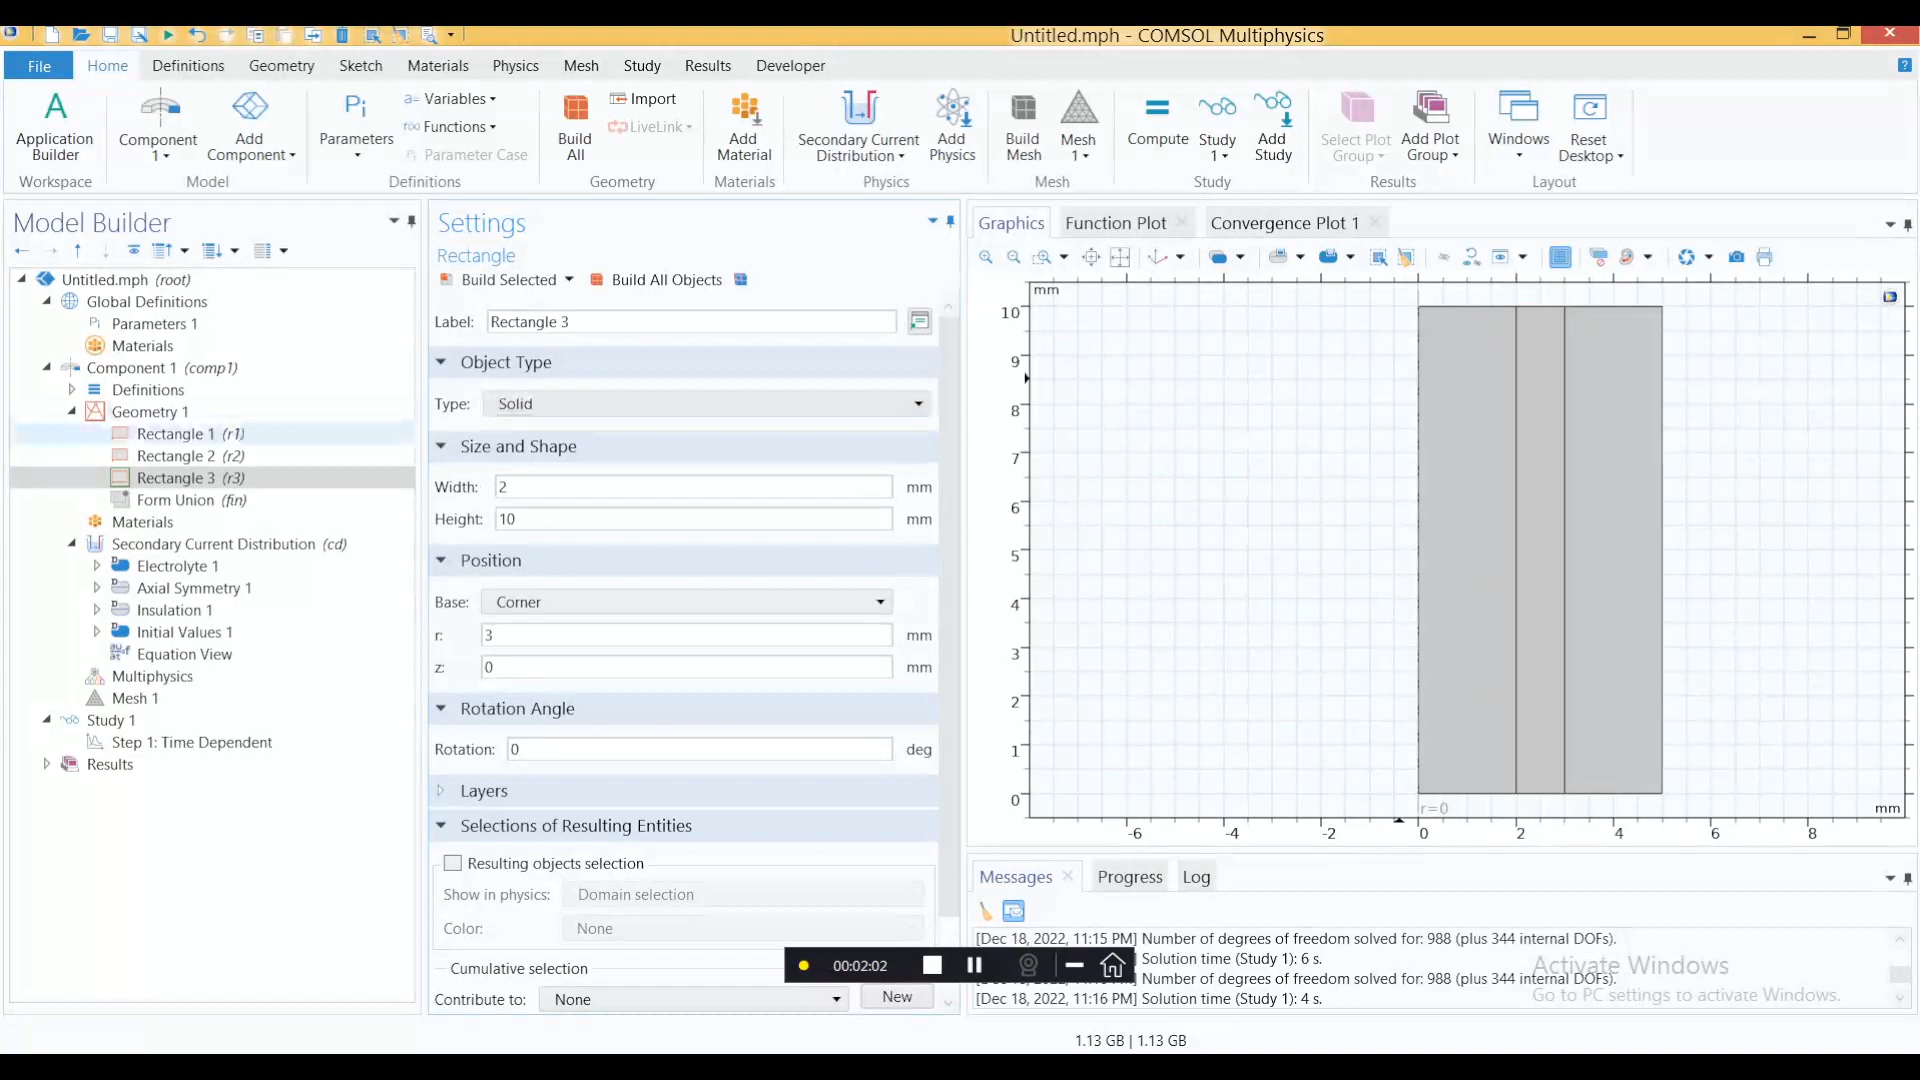 Untitled.mph - COMSOL Multiphysics
File Home Definitions Geometry Sketch Materials Physics Mesh Study Results Developer
Application Builder
Workspace
Component 1
Add Component
Model
Pi
Parameters
a= Variables
f(x) Functions
Parameter Case
Definitions
Build All
Import
LiveLink
Geometry
Add Material
Materials
Secondary Current Distribution
Add Physics
Physics
Build Mesh
Mesh 1
Mesh
Compute
Study 1
Add Study
Study
Select Plot Group
Add Plot Group
Results
Windows
Reset Desktop
Layout
Model Builder
Untitled.mph (root)
Global Definitions
Pi Parameters 1
Materials
Component 1 (comp1)
Definitions
Geometry 1
Rectangle 1 (r1)
Rectangle 2 (r2)
Rectangle 3 (r3)
Form Union (fin)
Materials
Secondary Current Distribution (cd)
Electrolyte 1
Axial Symmetry 1
Insulation 1
Initial Values 1
Equation View
Multiphysics
Mesh 1
Study 1
Step 1: Time Dependent
Results
Settings
Rectangle
Build Selected Build All Objects
Label: Rectangle 3
Object Type
Type: Solid
Size and Shape
Width: 2 mm
Height: 10 mm
Position
Base: Corner
r: 3 mm
z: 0 mm
Rotation Angle
Rotation: 0 deg
Layers
Selections of Resulting Entities
Resulting objects selection
Show in physics: Domain selection
Color: None
Cumulative selection
Contribute to: None New
Graphics Function Plot Convergence Plot 1
mm
10
9
8
7
6
5
4
3
2
1
0
r=0
mm
-6 -4 -2 0 2 4 6 8
Messages Progress Log
[Dec 18, 2022, 11:15 PM] Number of degrees of freedom solved for: 988 (plus 344 internal DOFs).
Solution time (Study 1): 6 s.
Number of degrees of freedom solved for: 988 (plus 344 internal DOFs).
[Dec 18, 2022, 11:16 PM] Solution time (Study 1): 4 s.
00:02:02
Activate Windows
Go to PC settings to activate Windows.
1.13 GB | 1.13 GB